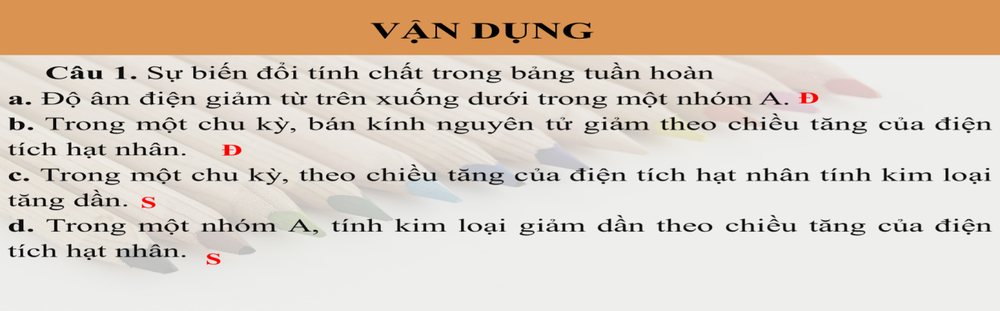 VẬN DỤNG
Câu 1. Sự biến đổi tính chất trong bảng tuần hoàn
a. Độ âm điện giảm từ trên xuống dưới trong một nhóm A. Đ
b. Trong một chu kỳ, bán kính nguyên tử giảm theo chiều tăng của điện
tích hạt nhân. Đ
c. Trong một chu kỳ, theo chiều tăng của điện tích hạt nhân tính kim loại
tăng dần. S
d. Trong một nhóm A, tính kim loại giảm dần theo chiều tăng của điện
tích hạt nhân. S